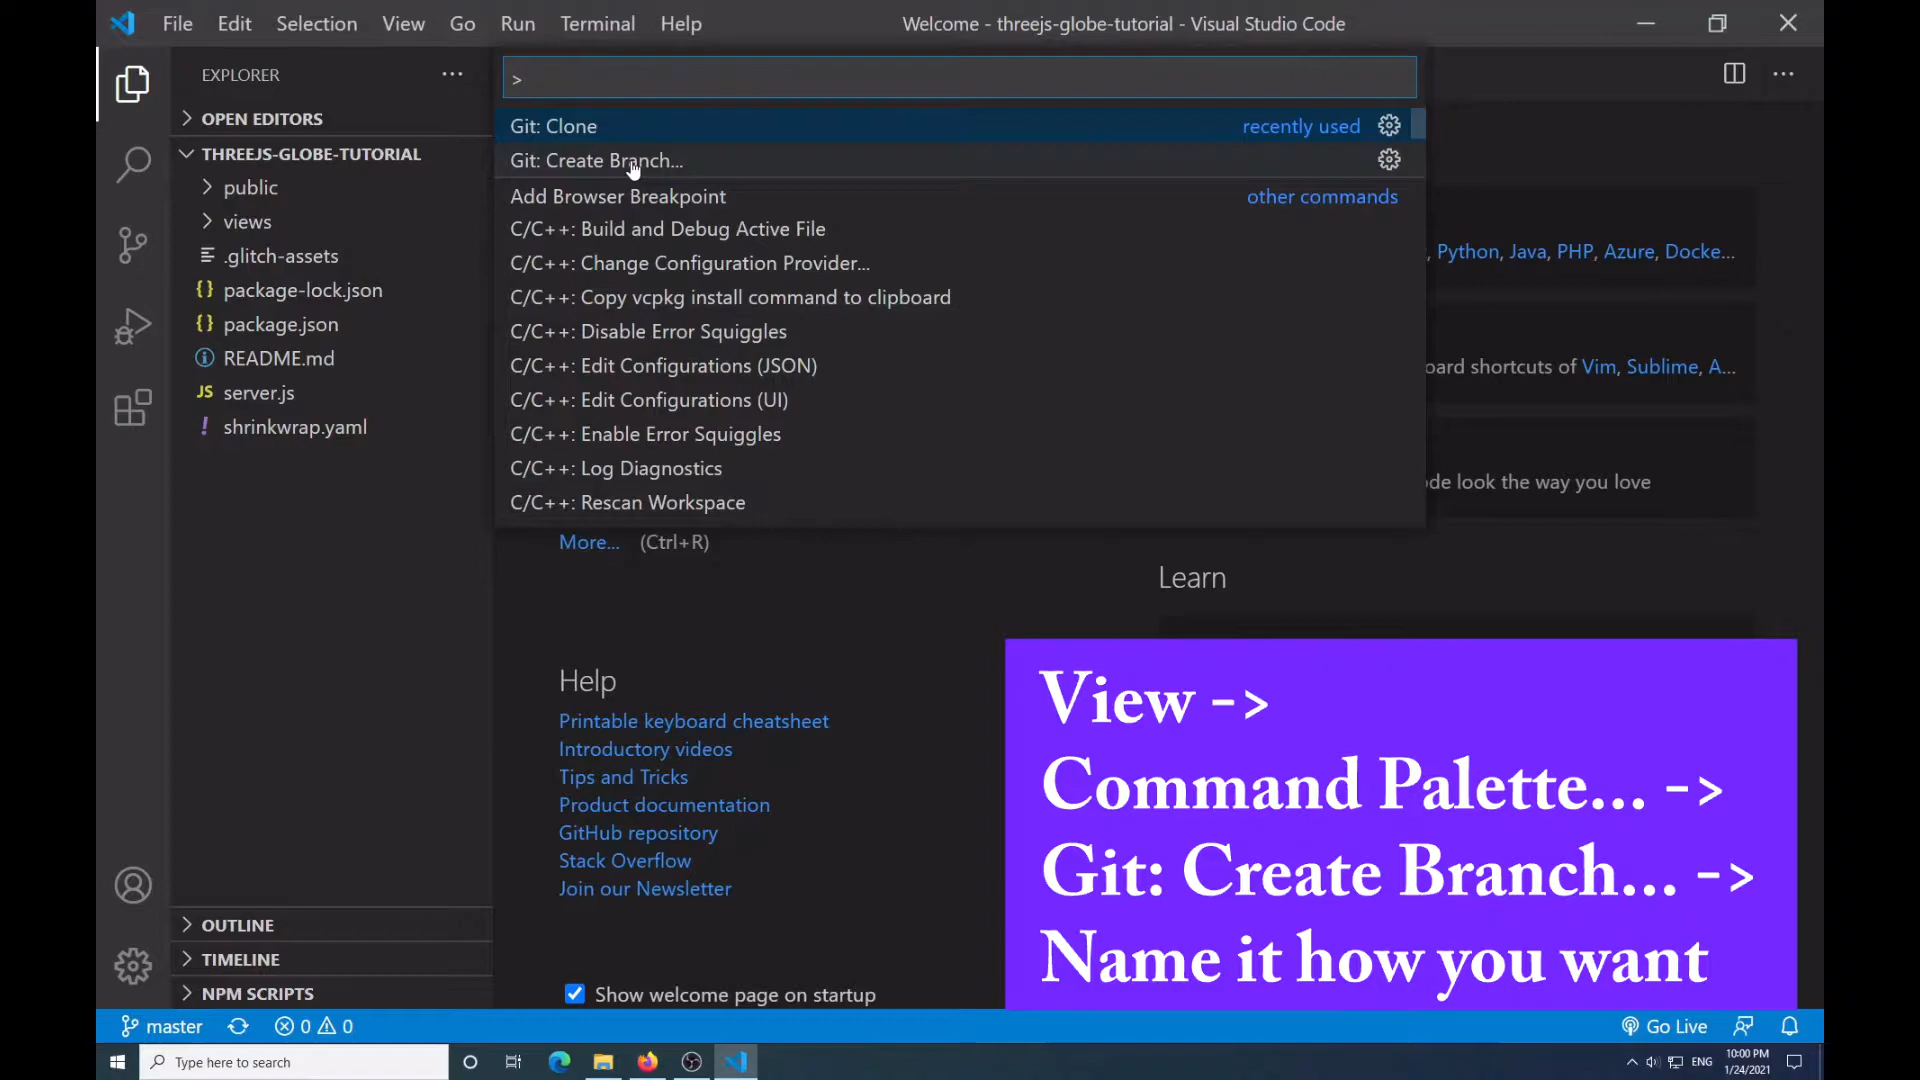 File Edit Selection View Go Run Terminal Help Welcome - threejs-globe-tutorial - Visual Studio Code
EXPLORER
>
OPEN EDITORS
Git: Clone recently used
THREEJS-GLOBE-TUTORIAL
Git: Create Branch...
public
Add Browser Breakpoint other commands
views
C/C++: Build and Debug Active File
, Python, Java, PHP, Azure, Docke...
.glitch-assets
C/C++: Change Configuration Provider...
package-lock.json
C/C++: Copy vcpkg install command to clipboard
package.json
C/C++: Disable Error Squiggles
README.md
C/C++: Edit Configurations (JSON)
oard shortcuts of Vim, Sublime, A...
JS server.js
C/C++: Edit Configurations (UI)
shrinkwrap.yaml
C/C++: Enable Error Squiggles
C/C++: Log Diagnostics
ode look the way you love
C/C++: Rescan Workspace
More... (Ctrl+R)
Learn
Help
Printable keyboard cheatsheet
Introductory videos
Tips and Tricks
Product documentation
GitHub repository
Stack Overflow
Join our Newsletter
View ->
Command Palette... ->
Git: Create Branch... ->
Name it how you want
OUTLINE
TIMELINE
NPM SCRIPTS
Show welcome page on startup
master 0 0 Go Live
Type here to search
ENG
10:00 PM
1/24/2021